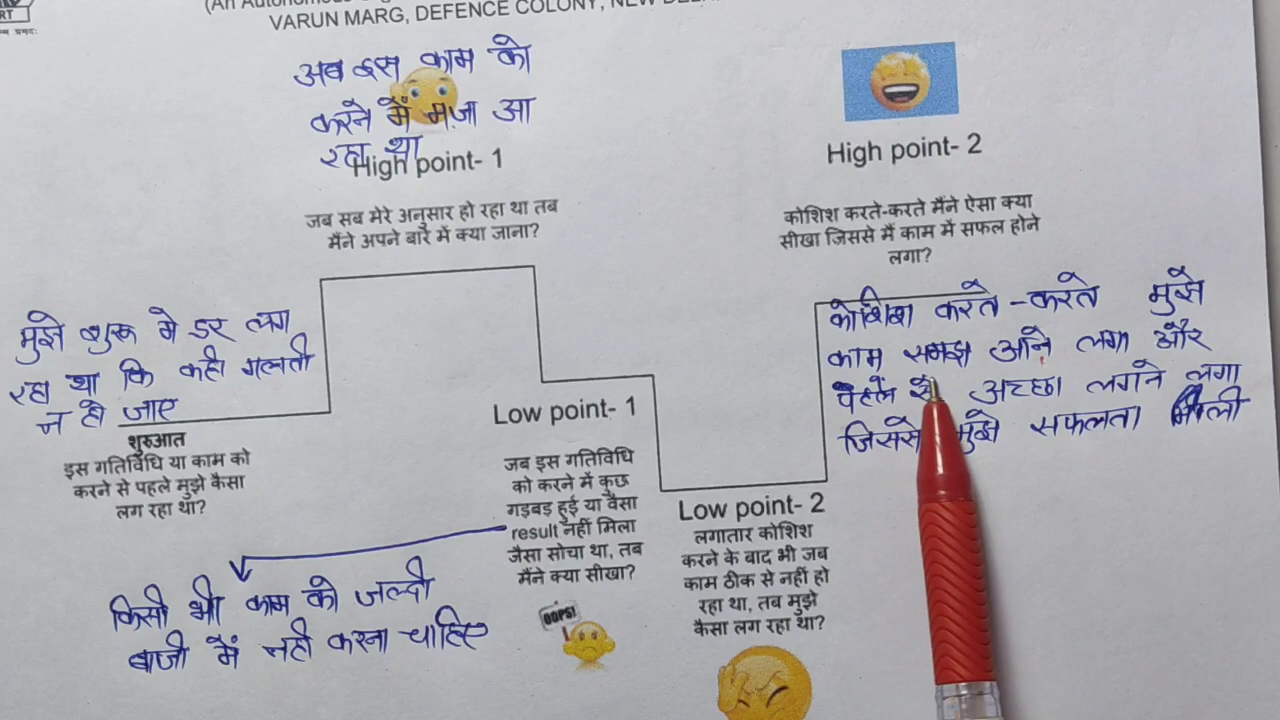 RT
(An Autonomous
VARUN MARG, DEFENCE COLONY, NEW DEL
अब इस काम को
करने में मज़ा आ
रहा था
High point- 1
जब सब मेरे अनुसार हो रहा था तब
मैंने अपने बारे में क्या जाना?
High point- 2
कोशिश करते-करते मैंने ऐसा क्या
सीखा जिससे मैं काम में सफल होने
लगा?
मुझे शुरू मे डर लग
रहा था कि कही गलती
न हो जाए
शुरुआत
इस गतिविधि या काम को
करने से पहले मुझे कैसा
लग रहा था?
Low point- 1
जब इस गतिविधि
को करने में कुछ
गड़बड़ हुई या वैसा
result नहीं मिला
जैसा सोचा था, तब
मैंने क्या सीखा?
OOPS!
किसी भी काम को जल्दी
बाजी में नही करना चाहिए
Low point- 2
लगातार कोशिश
करने के बाद भी जब
काम ठीक से नहीं हो
रहा था, तब मुझे
कैसा लग रहा था?
कोशिश करते-करते मुझे
काम समझ आने लगा और
पहले से अच्छा लगने लगा
जिससे मुझे सफलता मिली